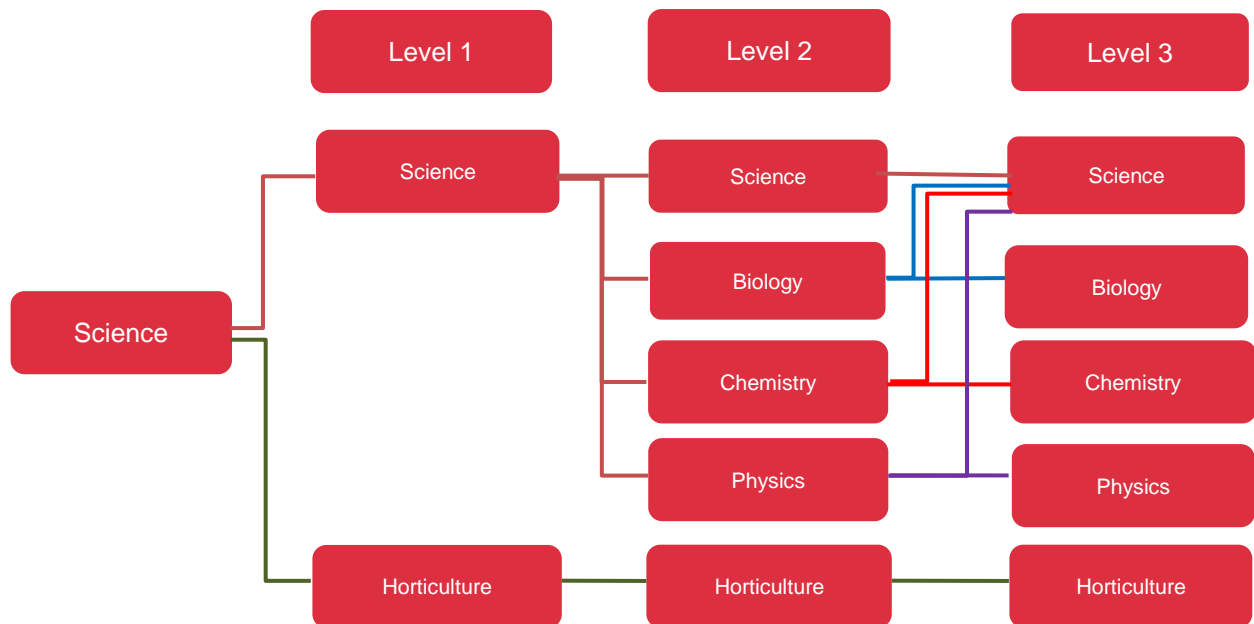 Level 1
Level 2
Level 3
Science
Science
Science
Biology
Biology
Science
Chemistry
Chemistry
Physics
Physics
Horticulture
Horticulture
Horticulture